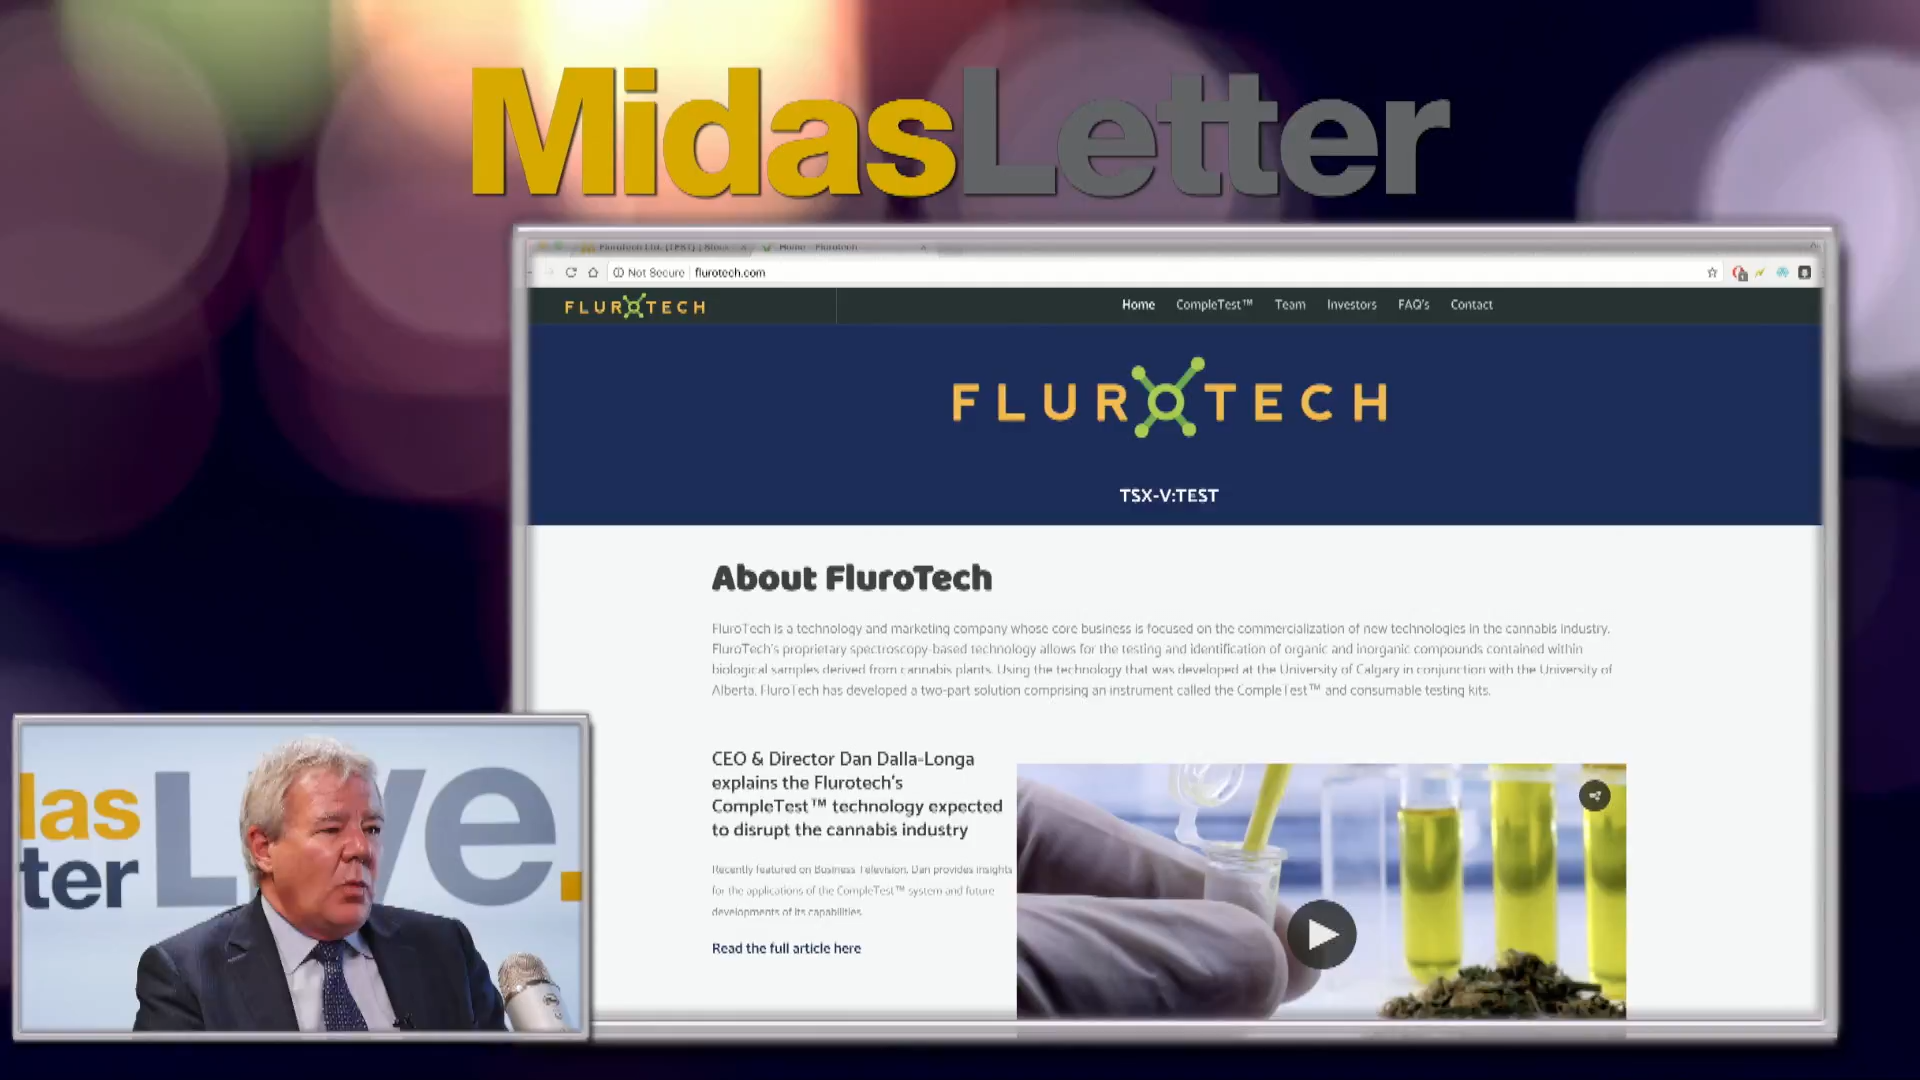 MidasLetter
Not Secure flurotech.com
FLUROTECH
Home CompleTest™ Team Investors FAQ's Contact
FLUROTECH
TSX-V:TEST
About FluroTech
FluroTech is a technology and marketing company whose core business is focused on the commercialization of new technologies in the cannabis industry.
FluroTech's proprietary spectroscopy-based technology allows for the testing and identification of organic and inorganic compounds contained within
biological samples derived from cannabis plants. Using the technology that was developed at the University of Calgary in conjunction with the University of
Alberta, FluroTech has developed a two-part solution comprising an instrument called the CompleTest™ and consumable testing kits.
CEO & Director Dan Dalla-Longa
explains the Flurotech's
CompleTest™ technology expected
to disrupt the cannabis industry
Recently featured on Business Television, Dan provides insights
for the applications of the CompleTest™ system and future
developments of its capabilities.
Read the full article here
das
tter
Live.